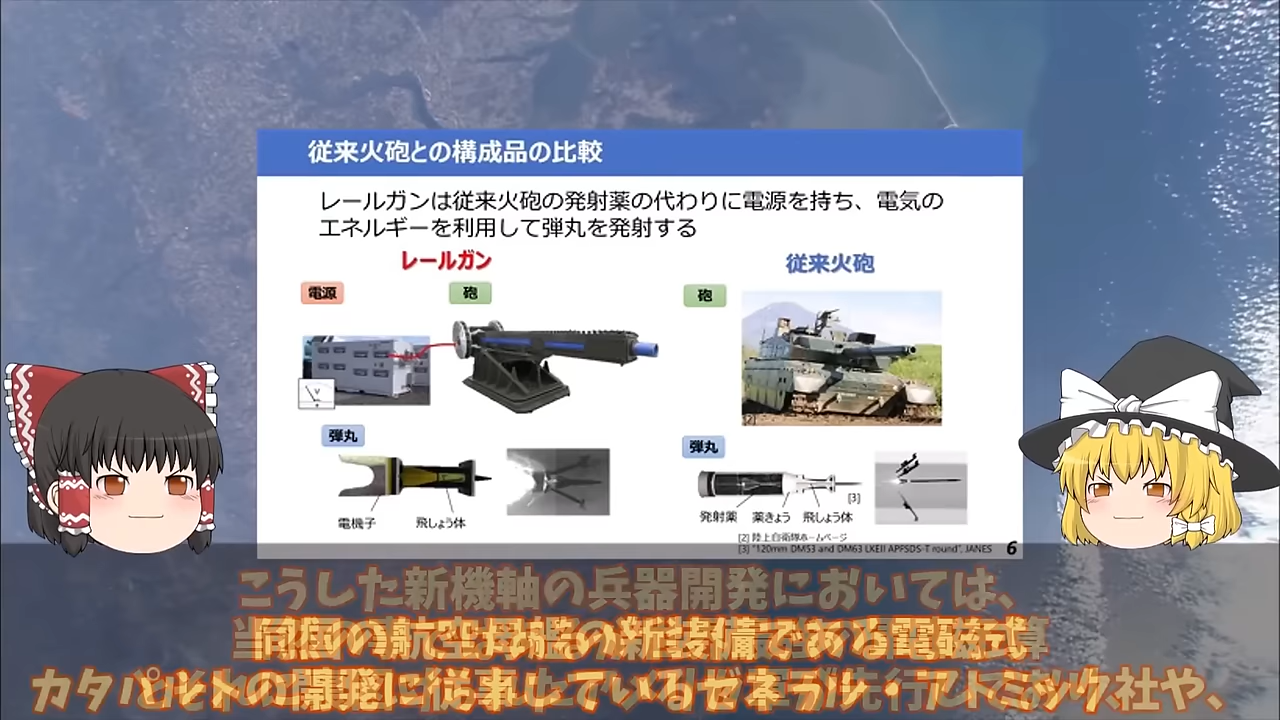 従来火砲との構成品の比較
レールガンは従来火砲の発射薬の代わりに電源を持ち、電気の
エネルギーを利用して弾丸を発射する
レールガン
従来火砲
電源
砲
砲
弾丸
弾丸
電機子
飛しょう体
発射薬
薬きょう
飛しょう体
[3]
[2] 陸上自衛隊ホームページ
[3] "120mm DM53 and DM63 LKEII APFSDS-T round", JANES
6
こうした新機軸の兵器開発においては、
同国の航空母艦の新装備である電磁式
カタパルトの開発に従事しているゼネラル・アトミック社や、